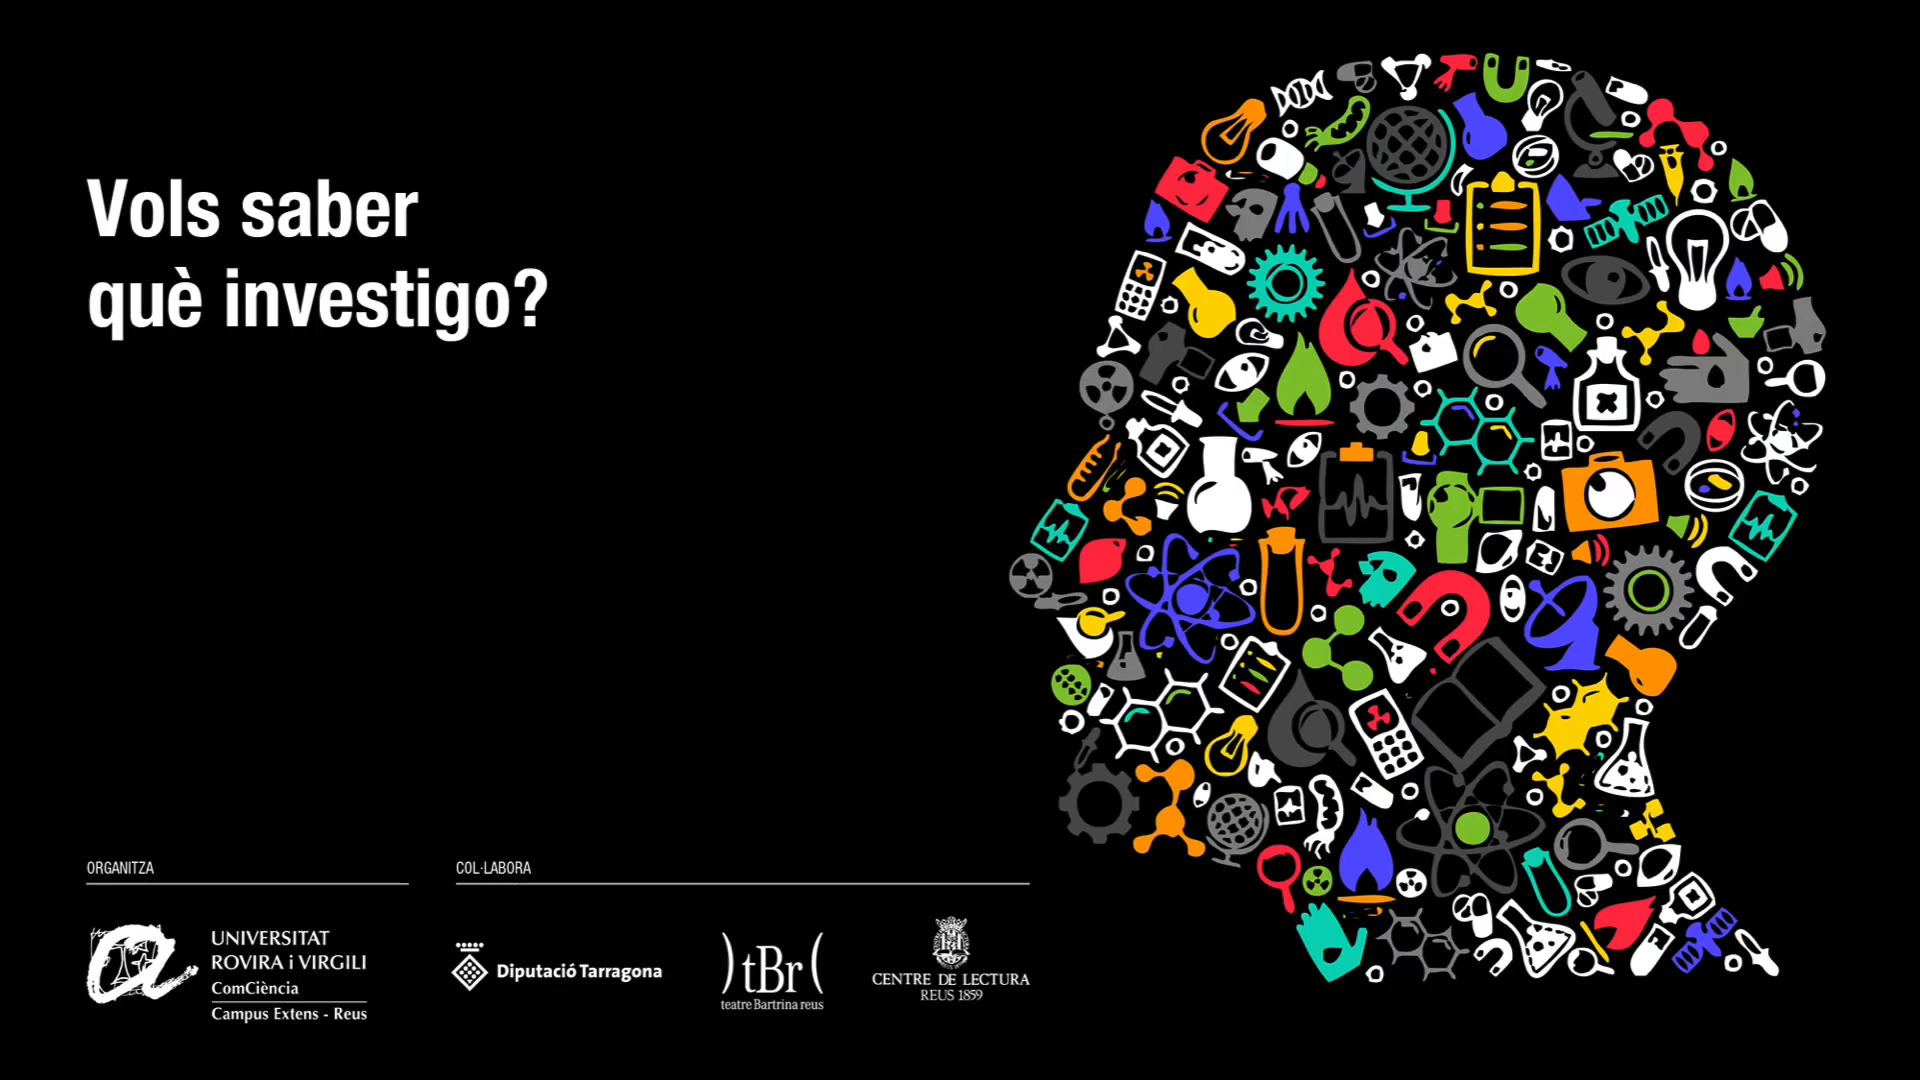 Vols saber
què investigo?
ORGANITZA
UNIVERSITAT
ROVIRA i VIRGILI
ComCiència
Campus Extens - Reus
COL·LABORA
Diputació Tarragona
)tBr(
teatre Bartrina reus
CENTRE DE LECTURA
REUS 1859